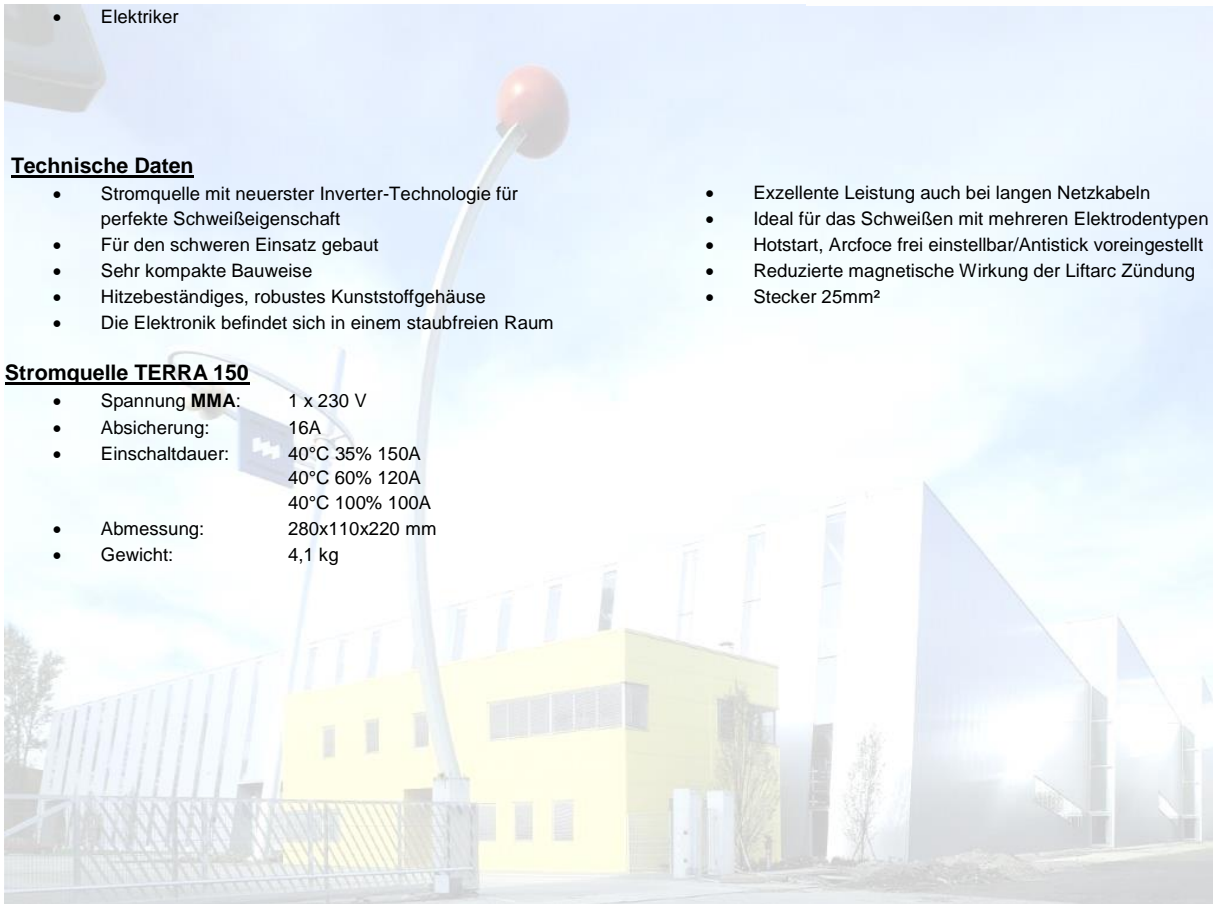 • Elektriker
Technische Daten
• Stromquelle mit neuerster Inverter-Technologie für
perfekte Schweißeigenschaft
• Für den schweren Einsatz gebaut
• Sehr kompakte Bauweise
• Hitzebeständiges, robustes Kunststoffgehäuse
• Die Elektronik befindet sich in einem staubfreien Raum
• Exzellente Leistung auch bei langen Netzkabeln
• Ideal für das Schweißen mit mehreren Elektrodentypen
• Hotstart, Arcfoce frei einstellbar/Antistick voreingestellt
• Reduzierte magnetische Wirkung der Liftarc Zündung
• Stecker 25mm²
Stromquelle TERRA 150
• Spannung MMA: 1 x 230 V
• Absicherung: 16A
• Einschaltdauer: 40°C 35% 150A
40°C 60% 120A
40°C 100% 100A
• Abmessung: 280x110x220 mm
• Gewicht: 4,1 kg